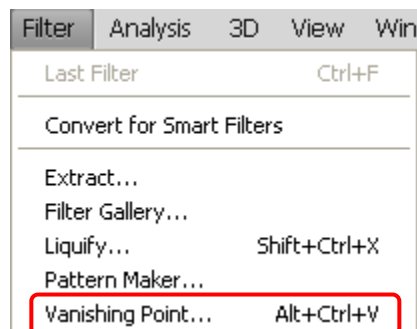 Filter Analysis 3D View Win
Last Filter Ctrl+F
Convert for Smart Filters
Extract...
Filter Gallery...
Liquify... Shift+Ctrl+X
Pattern Maker...
Vanishing Point... Alt+Ctrl+V